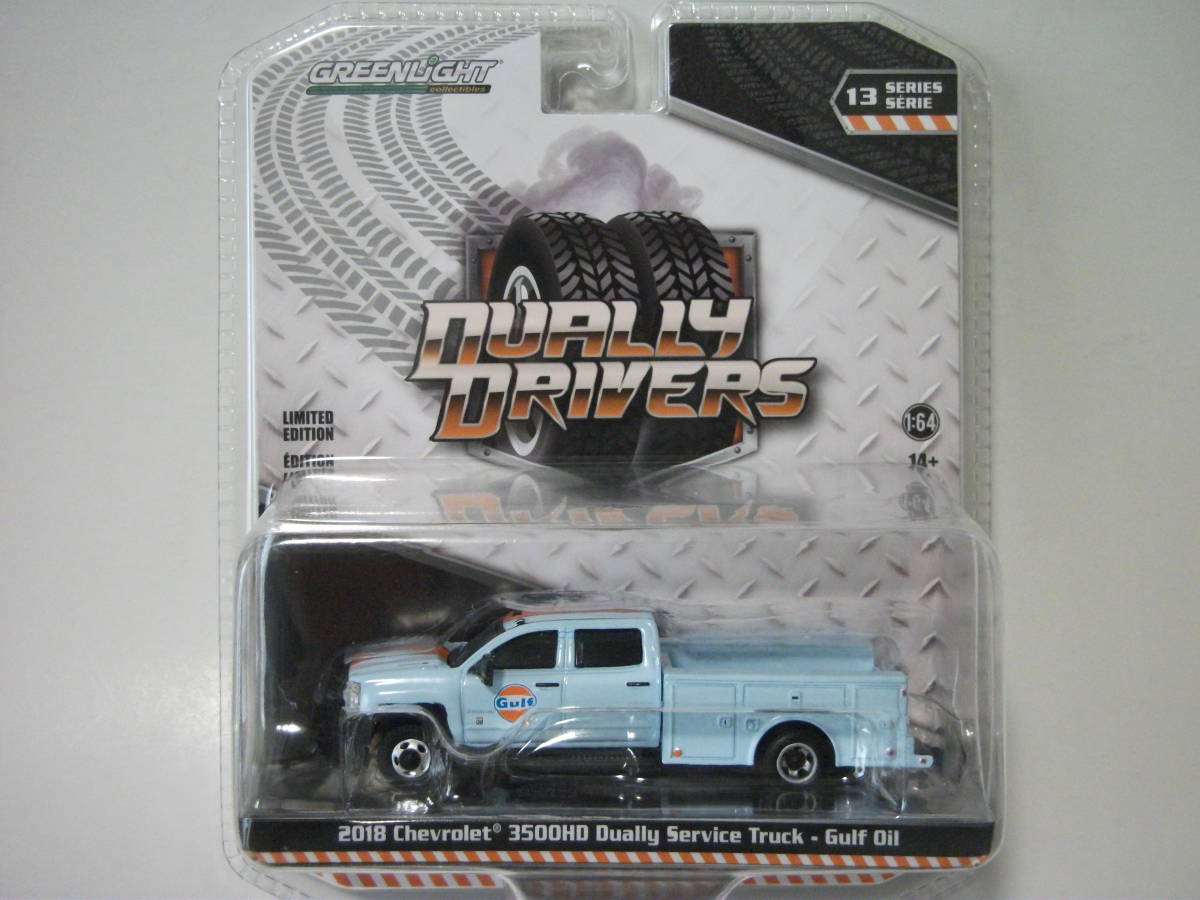 GREENLIGHT
collectibles
13 SERIES
SÉRIE
DUALLY
DRIVERS
LIMITED
EDITION
ÉDITION
1:64
14+
Gulf
2018 Chevrolet® 3500HD Dually Service Truck - Gulf Oil